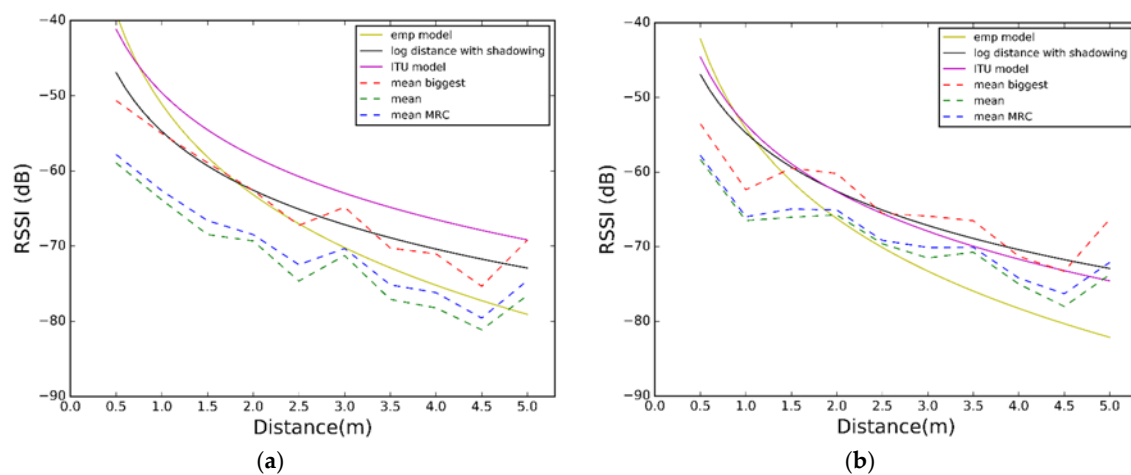 −40
−50
−60
−70
−80
−90
RSSI (dB)
0.0 0.5 1.0 1.5 2.0 2.5 3.0 3.5 4.0 4.5 5.0
Distance(m)
emp model
log distance with shadowing
ITU model
mean biggest
mean
mean MRC
(a)
−40
−50
−60
−70
−80
−90
RSSI (dB)
0.0 0.5 1.0 1.5 2.0 2.5 3.0 3.5 4.0 4.5 5.0
Distance(m)
emp model
log distance with shadowing
ITU model
mean biggest
mean
mean MRC
(b)